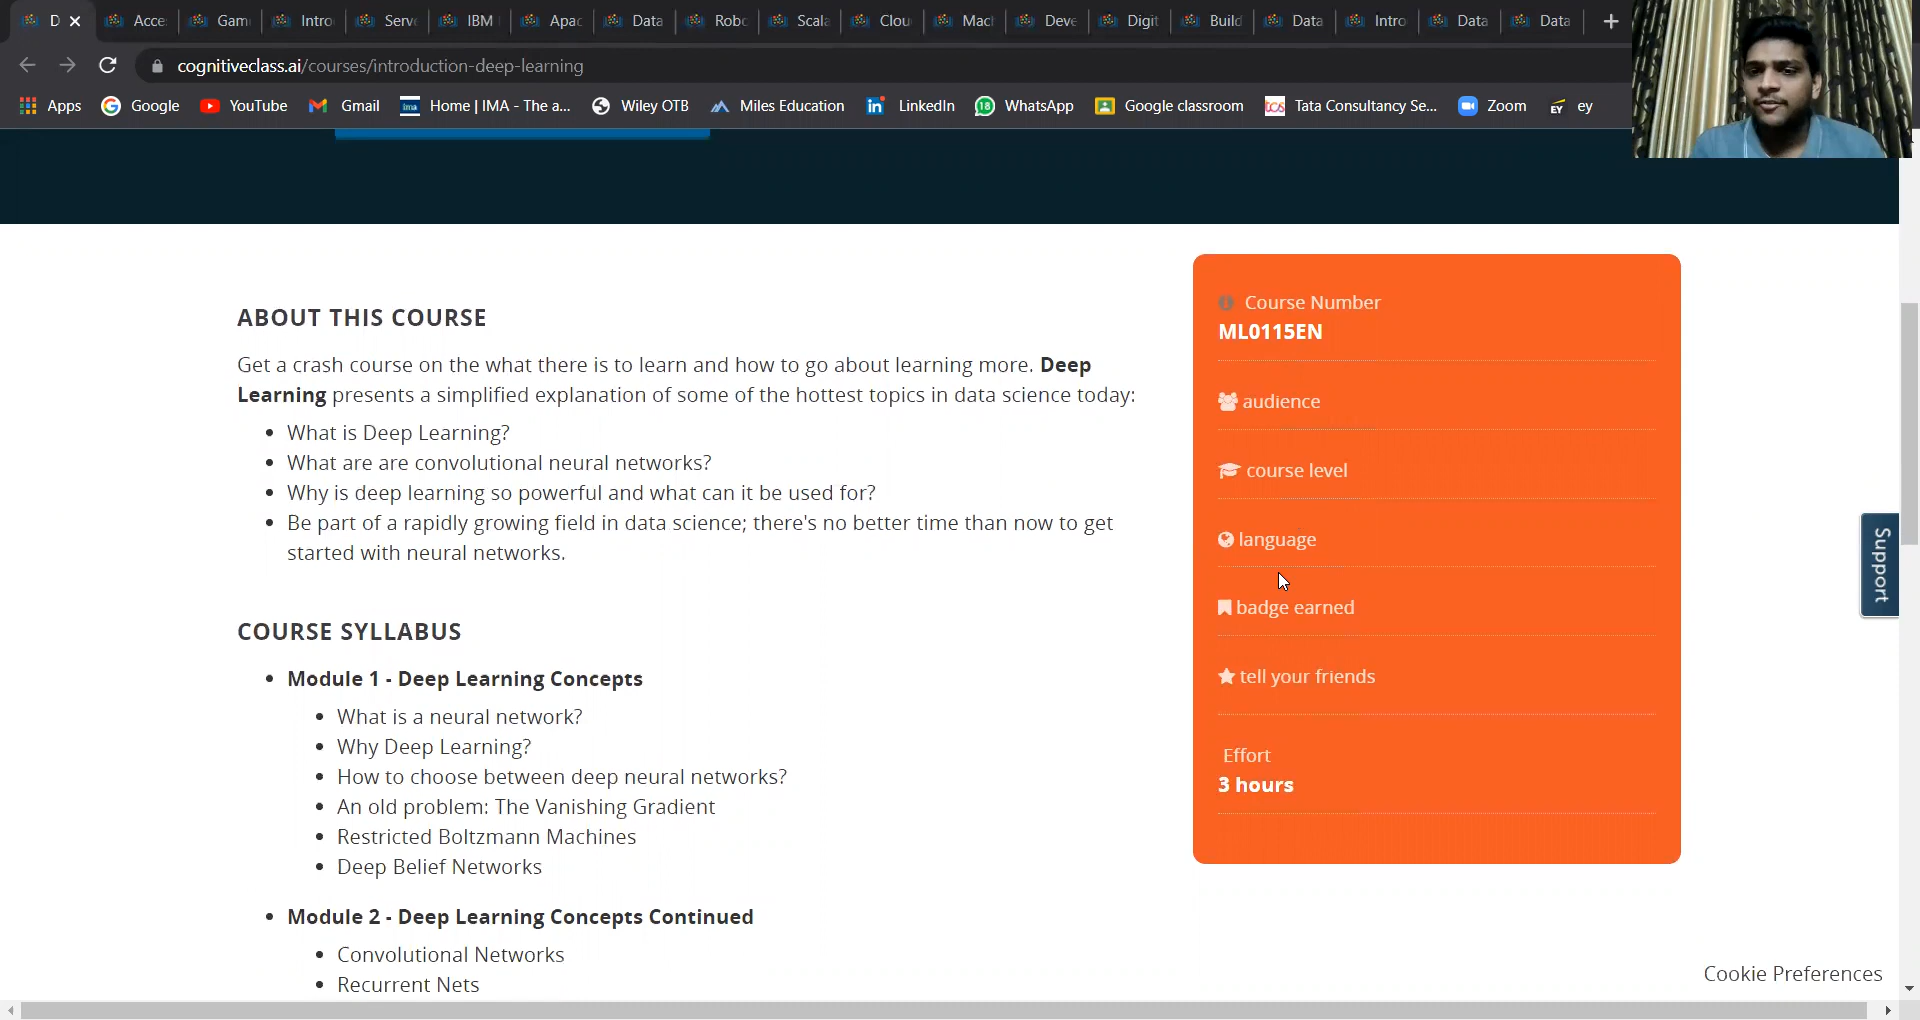 D
Acce
Gam
Intro
Serve
IBM
Apac
Data
Robo
Scala
Clou
Mach
Deve
Digit
Build
Data
Intro
Data
Data
cognitiveclass.ai/courses/introduction-deep-learning
Apps
Google
YouTube
Gmail
ima
Home | IMA - The a...
Wiley OTB
Miles Education
LinkedIn
18
WhatsApp
Google classroom
tcs
Tata Consultancy Se...
Zoom
EY
ey
ABOUT THIS COURSE
Get a crash course on the what there is to learn and how to go about learning more. Deep
Learning presents a simplified explanation of some of the hottest topics in data science today:
• What is Deep Learning?
• What are are convolutional neural networks?
• Why is deep learning so powerful and what can it be used for?
• Be part of a rapidly growing field in data science; there's no better time than now to get
started with neural networks.
COURSE SYLLABUS
• Module 1 - Deep Learning Concepts
• What is a neural network?
• Why Deep Learning?
• How to choose between deep neural networks?
• An old problem: The Vanishing Gradient
• Restricted Boltzmann Machines
• Deep Belief Networks
• Module 2 - Deep Learning Concepts Continued
• Convolutional Networks
• Recurrent Nets
Course Number
ML0115EN
audience
course level
language
badge earned
tell your friends
Effort
3 hours
Support
Cookie Preferences